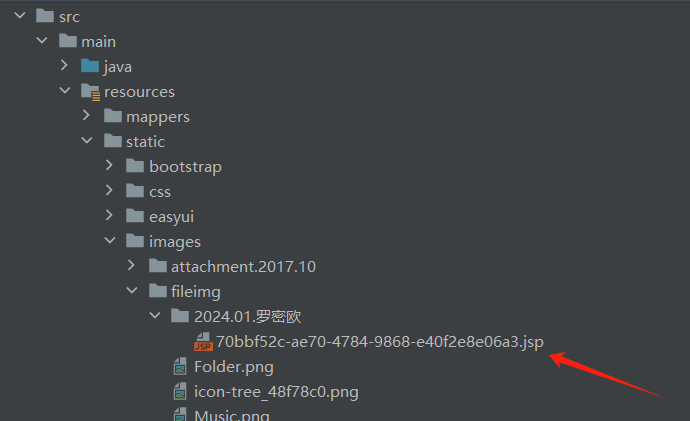 src
main
java
resources
mappers
static
bootstrap
css
easyui
images
attachment.2017.10
fileimg
2024.01.罗密欧
JSP 70bbf52c-ae70-4784-9868-e40f2e8e06a3.jsp
Folder.png
icon-tree_48f78c0.png
Music.png